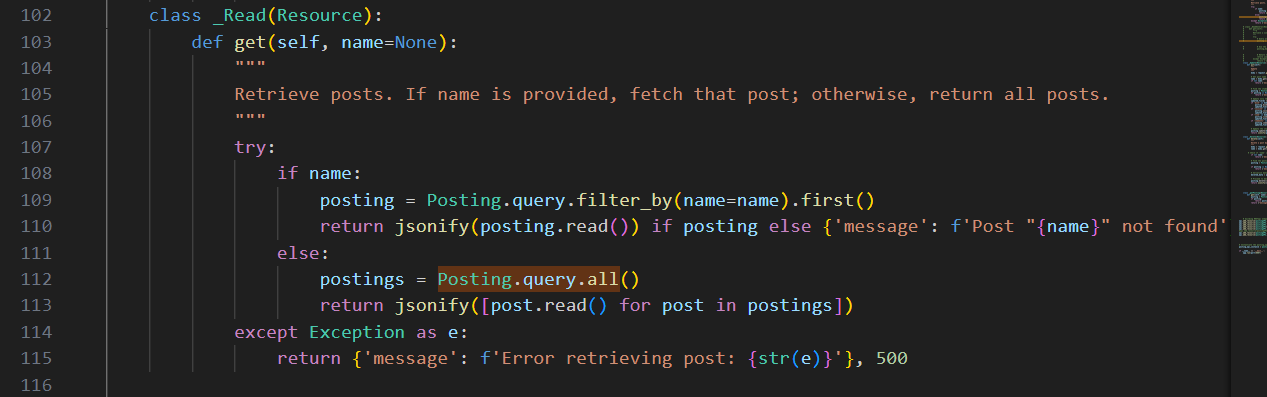 102 class _Read(Resource):
103 def get(self, name=None):
104 """
105 Retrieve posts. If name is provided, fetch that post; otherwise, return all posts.
106 """
107 try:
108 if name:
109 posting = Posting.query.filter_by(name=name).first()
110 return jsonify(posting.read()) if posting else {'message': f'Post "{name}" not found'
111 else:
112 postings = Posting.query.all()
113 return jsonify([post.read() for post in postings])
114 except Exception as e:
115 return {'message': f'Error retrieving post: {str(e)}'}, 500
116